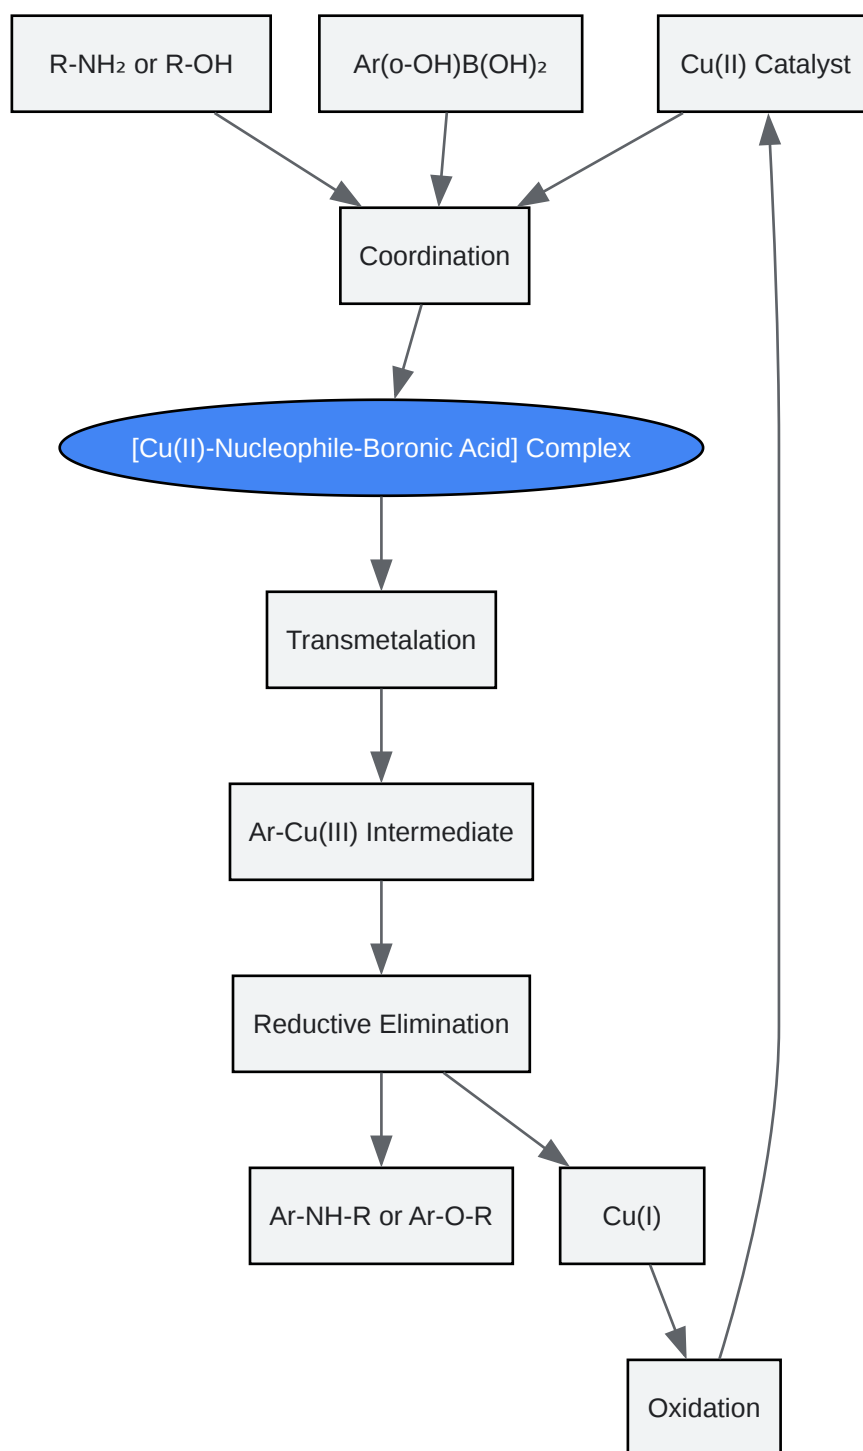 R-NH₂ or R-OH
Ar(o-OH)B(OH)₂
Cu(II) Catalyst
Coordination
[Cu(II)-Nucleophile-Boronic Acid] Complex
Transmetalation
Ar-Cu(III) Intermediate
Reductive Elimination
Ar-NH-R or Ar-O-R
Cu(I)
Oxidation